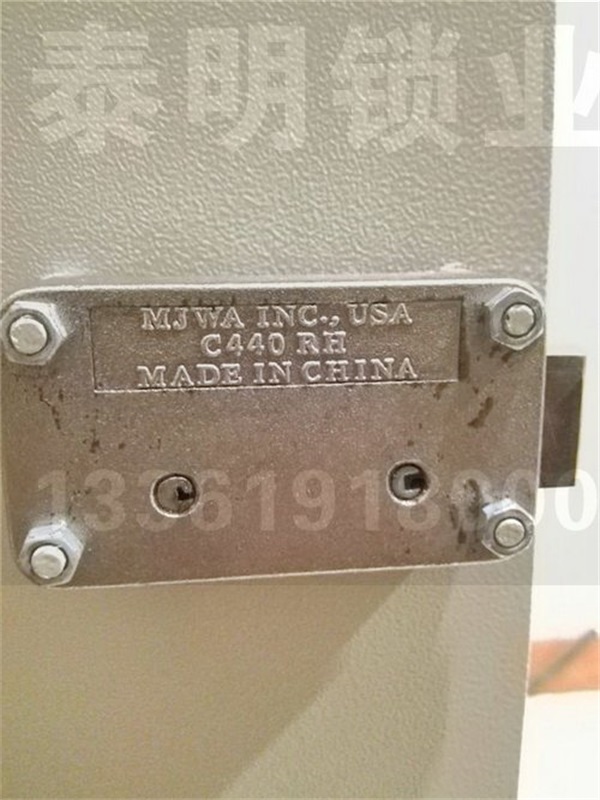 泰明锁业
MJWA INC., USA
C440 RH
MADE IN CHINA